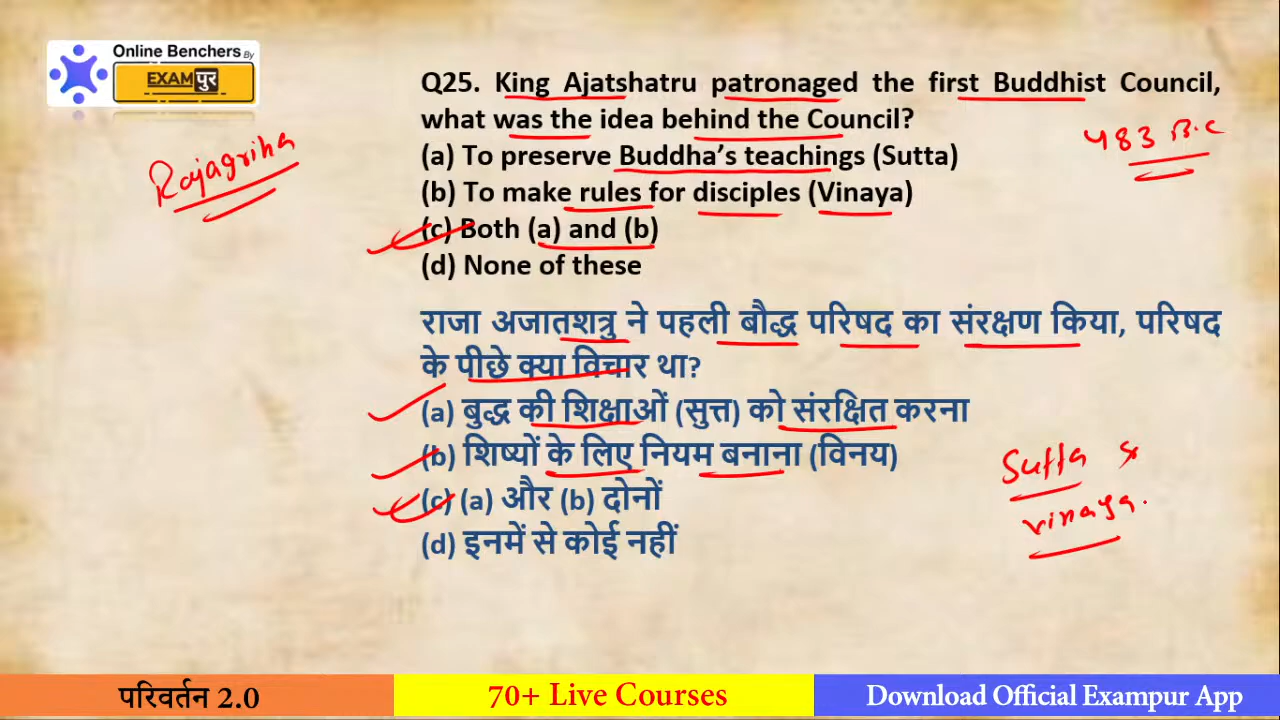 Online Benchers By
EXAMपुर
Q25. King Ajatshatru patronaged the first Buddhist Council,
what was the idea behind the Council?
483 B.C
Rajagriha
(a) To preserve Buddha's teachings (Sutta)
(b) To make rules for disciples (Vinaya)
(c) Both (a) and (b)
(d) None of these
राजा अजातशत्रु ने पहली बौद्ध परिषद का संरक्षण किया, परिषद
के पीछे क्या विचार था?
(a) बुद्ध की शिक्षाओं (सुत्त) को संरक्षित करना
(b) शिष्यों के लिए नियम बनाना (विनय)
Sutta
(c) (a) और (b) दोनों
vinaya.
(d) इनमें से कोई नहीं
परिवर्तन 2.0
70+ Live Courses
Download Official Exampur App